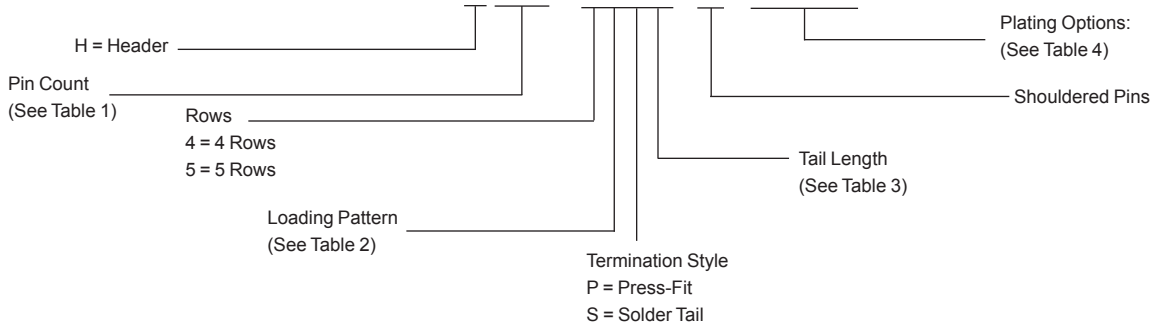 H = Header
Pin Count
(See Table 1)
Rows
4 = 4 Rows
5 = 5 Rows
Loading Pattern
(See Table 2)
Termination Style
P = Press-Fit
S = Solder Tail
Tail Length
(See Table 3)
Shouldered Pins
Plating Options:
(See Table 4)